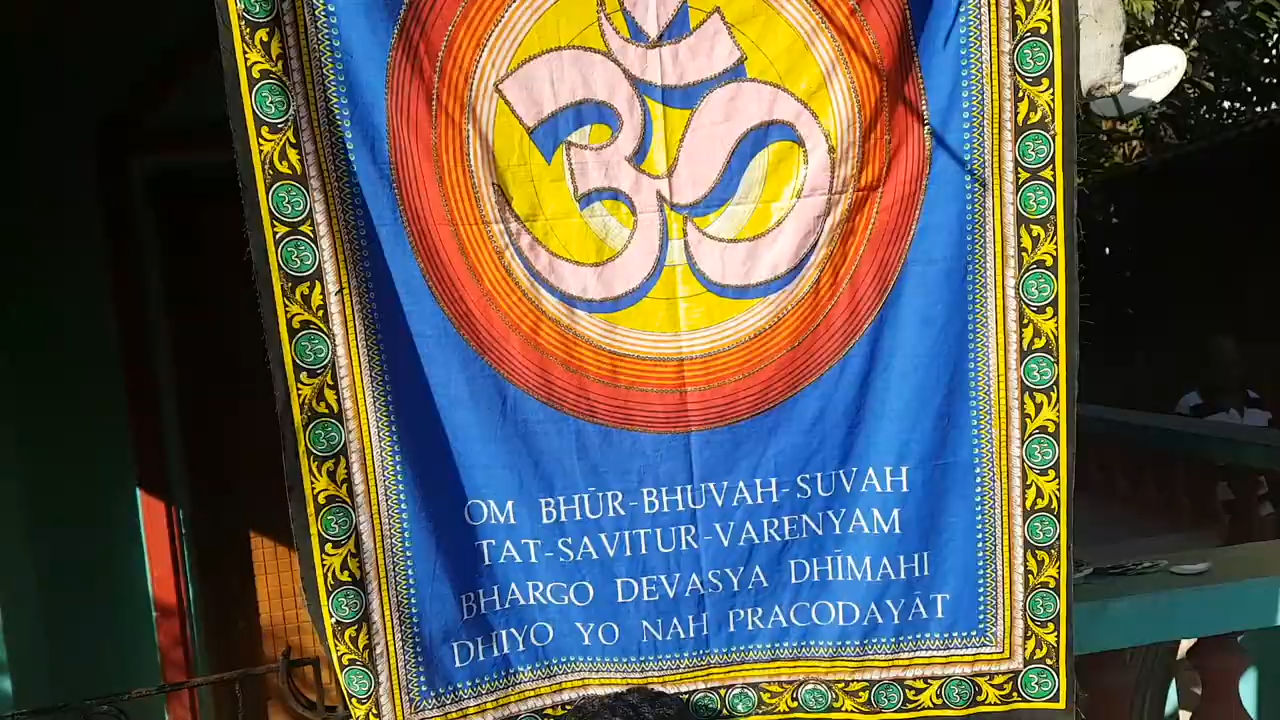 ॐ
OM BHŪR-BHUVAH-SUVAH
TAT-SAVITUR-VARENYAM
BHARGO DEVASYA DHĪMAHI
DHIYO YO NAH PRACODAYĀT